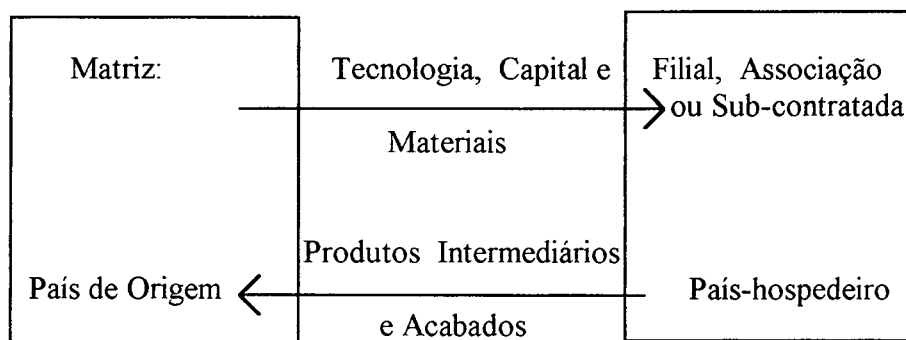 Matriz: Tecnologia, Capital e Filial, Associação
ou Sub-contratada
Materiais
Produtos Intermediários
País de Origem País-hospedeiro
e Acabados